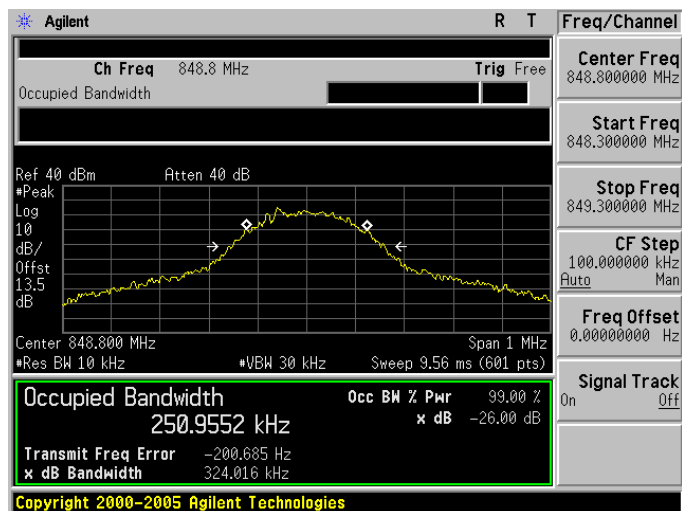 Agilent R T Freq/Channel
Ch Freq 848.8 MHz Trig Free
Occupied Bandwidth
Center Freq
848.800000 MHz
Start Freq
848.300000 MHz
Stop Freq
849.300000 MHz
CF Step
100.000000 kHz
Auto Man
Freq Offset
0.00000000 Hz
Signal Track
On Off
Ref 40 dBm Atten 40 dB
#Peak
Log
10
dB/
Offst
13.5
dB
Center 848.800 MHz Span 1 MHz
#Res BW 10 kHz #VBW 30 kHz Sweep 9.56 ms (601 pts)
Occupied Bandwidth Occ BW % Pwr 99.00 %
250.9552 kHz x dB -26.00 dB
Transmit Freq Error -200.685 Hz
x dB Bandwidth 324.016 kHz
Copyright 2000-2005 Agilent Technologies